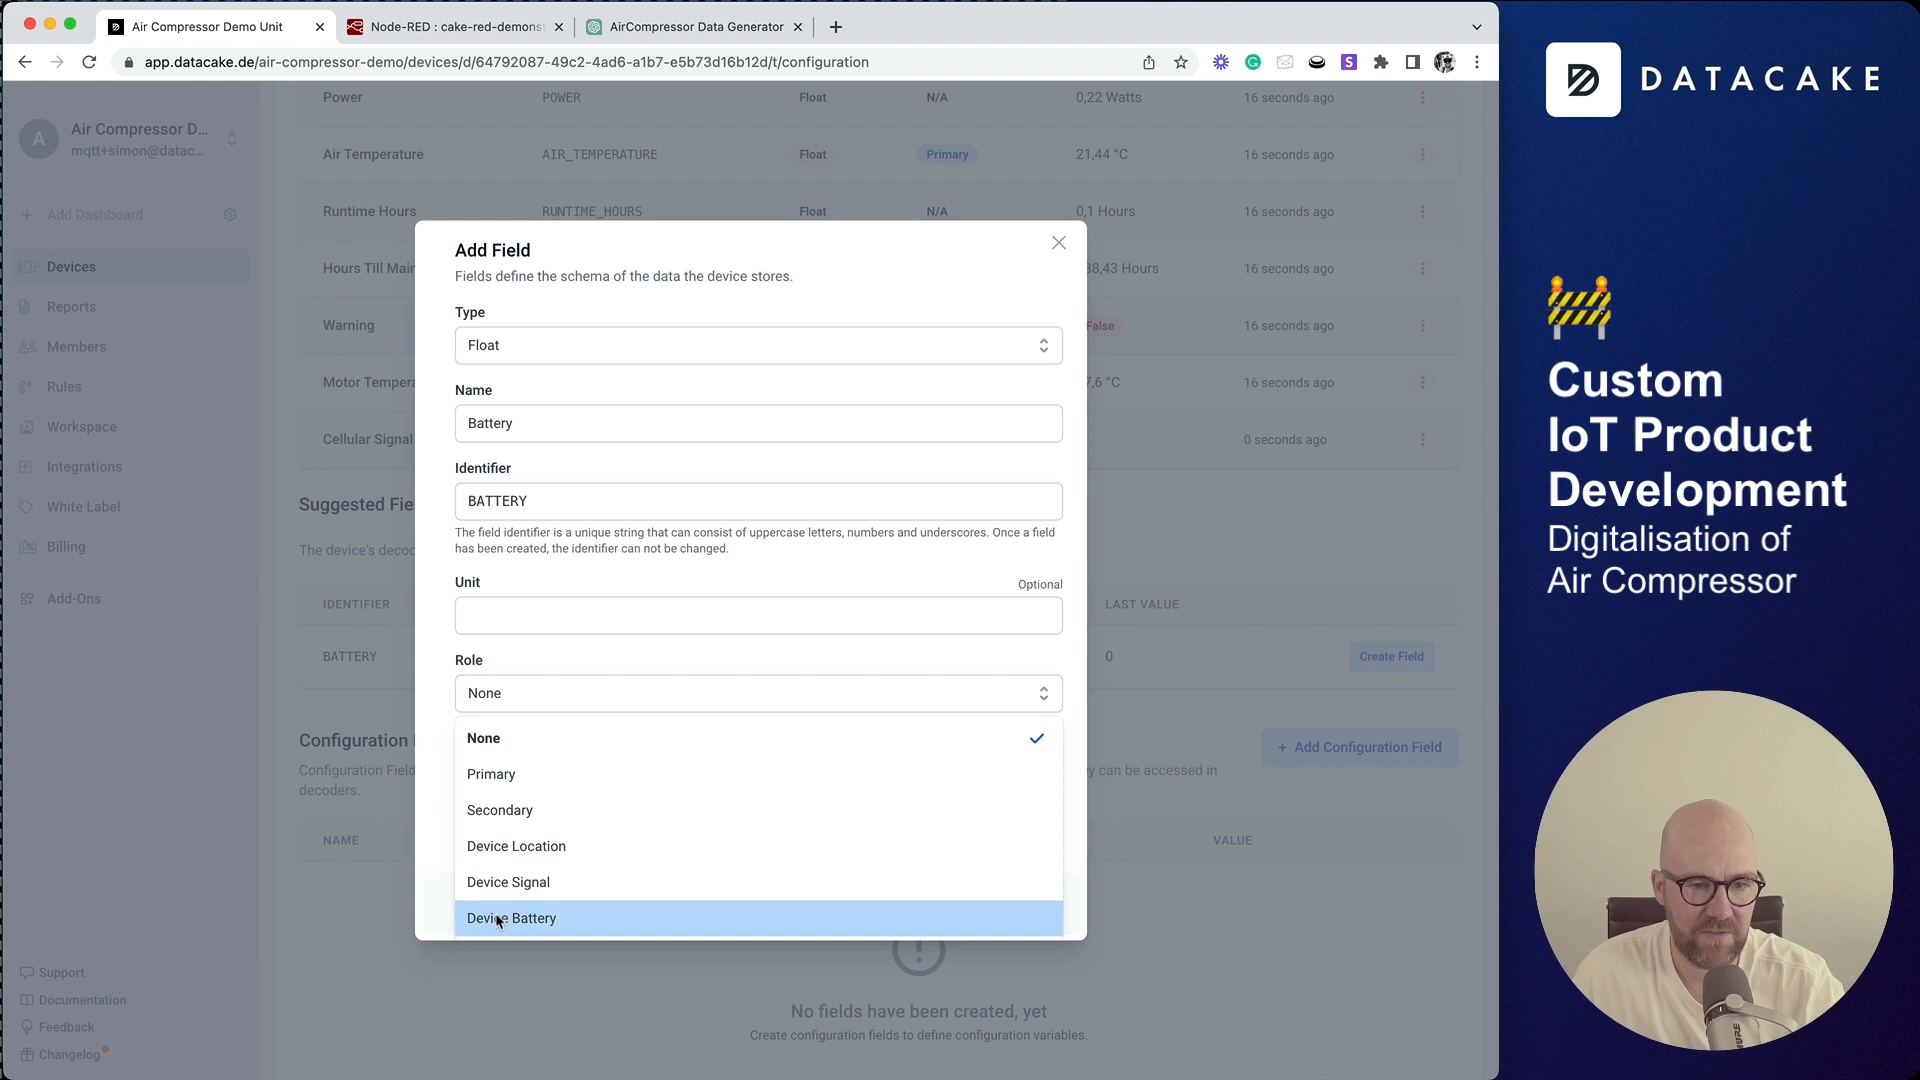 Air Compressor Demo Unit
Node-RED : cake-red-demonst
AirCompressor Data Generator
app.datacake.de/air-compressor-demo/devices/d/64792087-49c2-4ad6-a1b7-e5b73d16b12d/t/configuration
DATACAKE
A
Air Compressor D...
mqtt+simon@datac...
Add Dashboard
Devices
Reports
Members
Rules
Workspace
Integrations
White Label
Billing
Add-Ons
Support
Documentation
Feedback
Changelog
Power POWER Float N/A 0,22 Watts 16 seconds ago
Air Temperature AIR_TEMPERATURE Float Primary 21,44 °C 16 seconds ago
Runtime Hours RUNTIME_HOURS Float N/A 0,1 Hours 16 seconds ago
Hours Till Mai 38,43 Hours 16 seconds ago
Warning False 16 seconds ago
Motor Tempera 7,6 °C 16 seconds ago
Cellular Signal 0 seconds ago
Suggested Fie
The device's decoc
IDENTIFIER LAST VALUE
BATTERY 0 Create Field
Configuration
+ Add Configuration Field
Configuration Field y can be accessed in
decoders.
NAME VALUE
No fields have been created, yet
Create configuration fields to define configuration variables.
Add Field
Fields define the schema of the data the device stores.
Type
Float
Name
Battery
Identifier
BATTERY
The field identifier is a unique string that can consist of uppercase letters, numbers and underscores. Once a field
has been created, the identifier can not be changed.
Unit Optional
Role
None
None
Primary
Secondary
Device Location
Device Signal
Device Battery
Custom
IoT Product
Development
Digitalisation of
Air Compressor